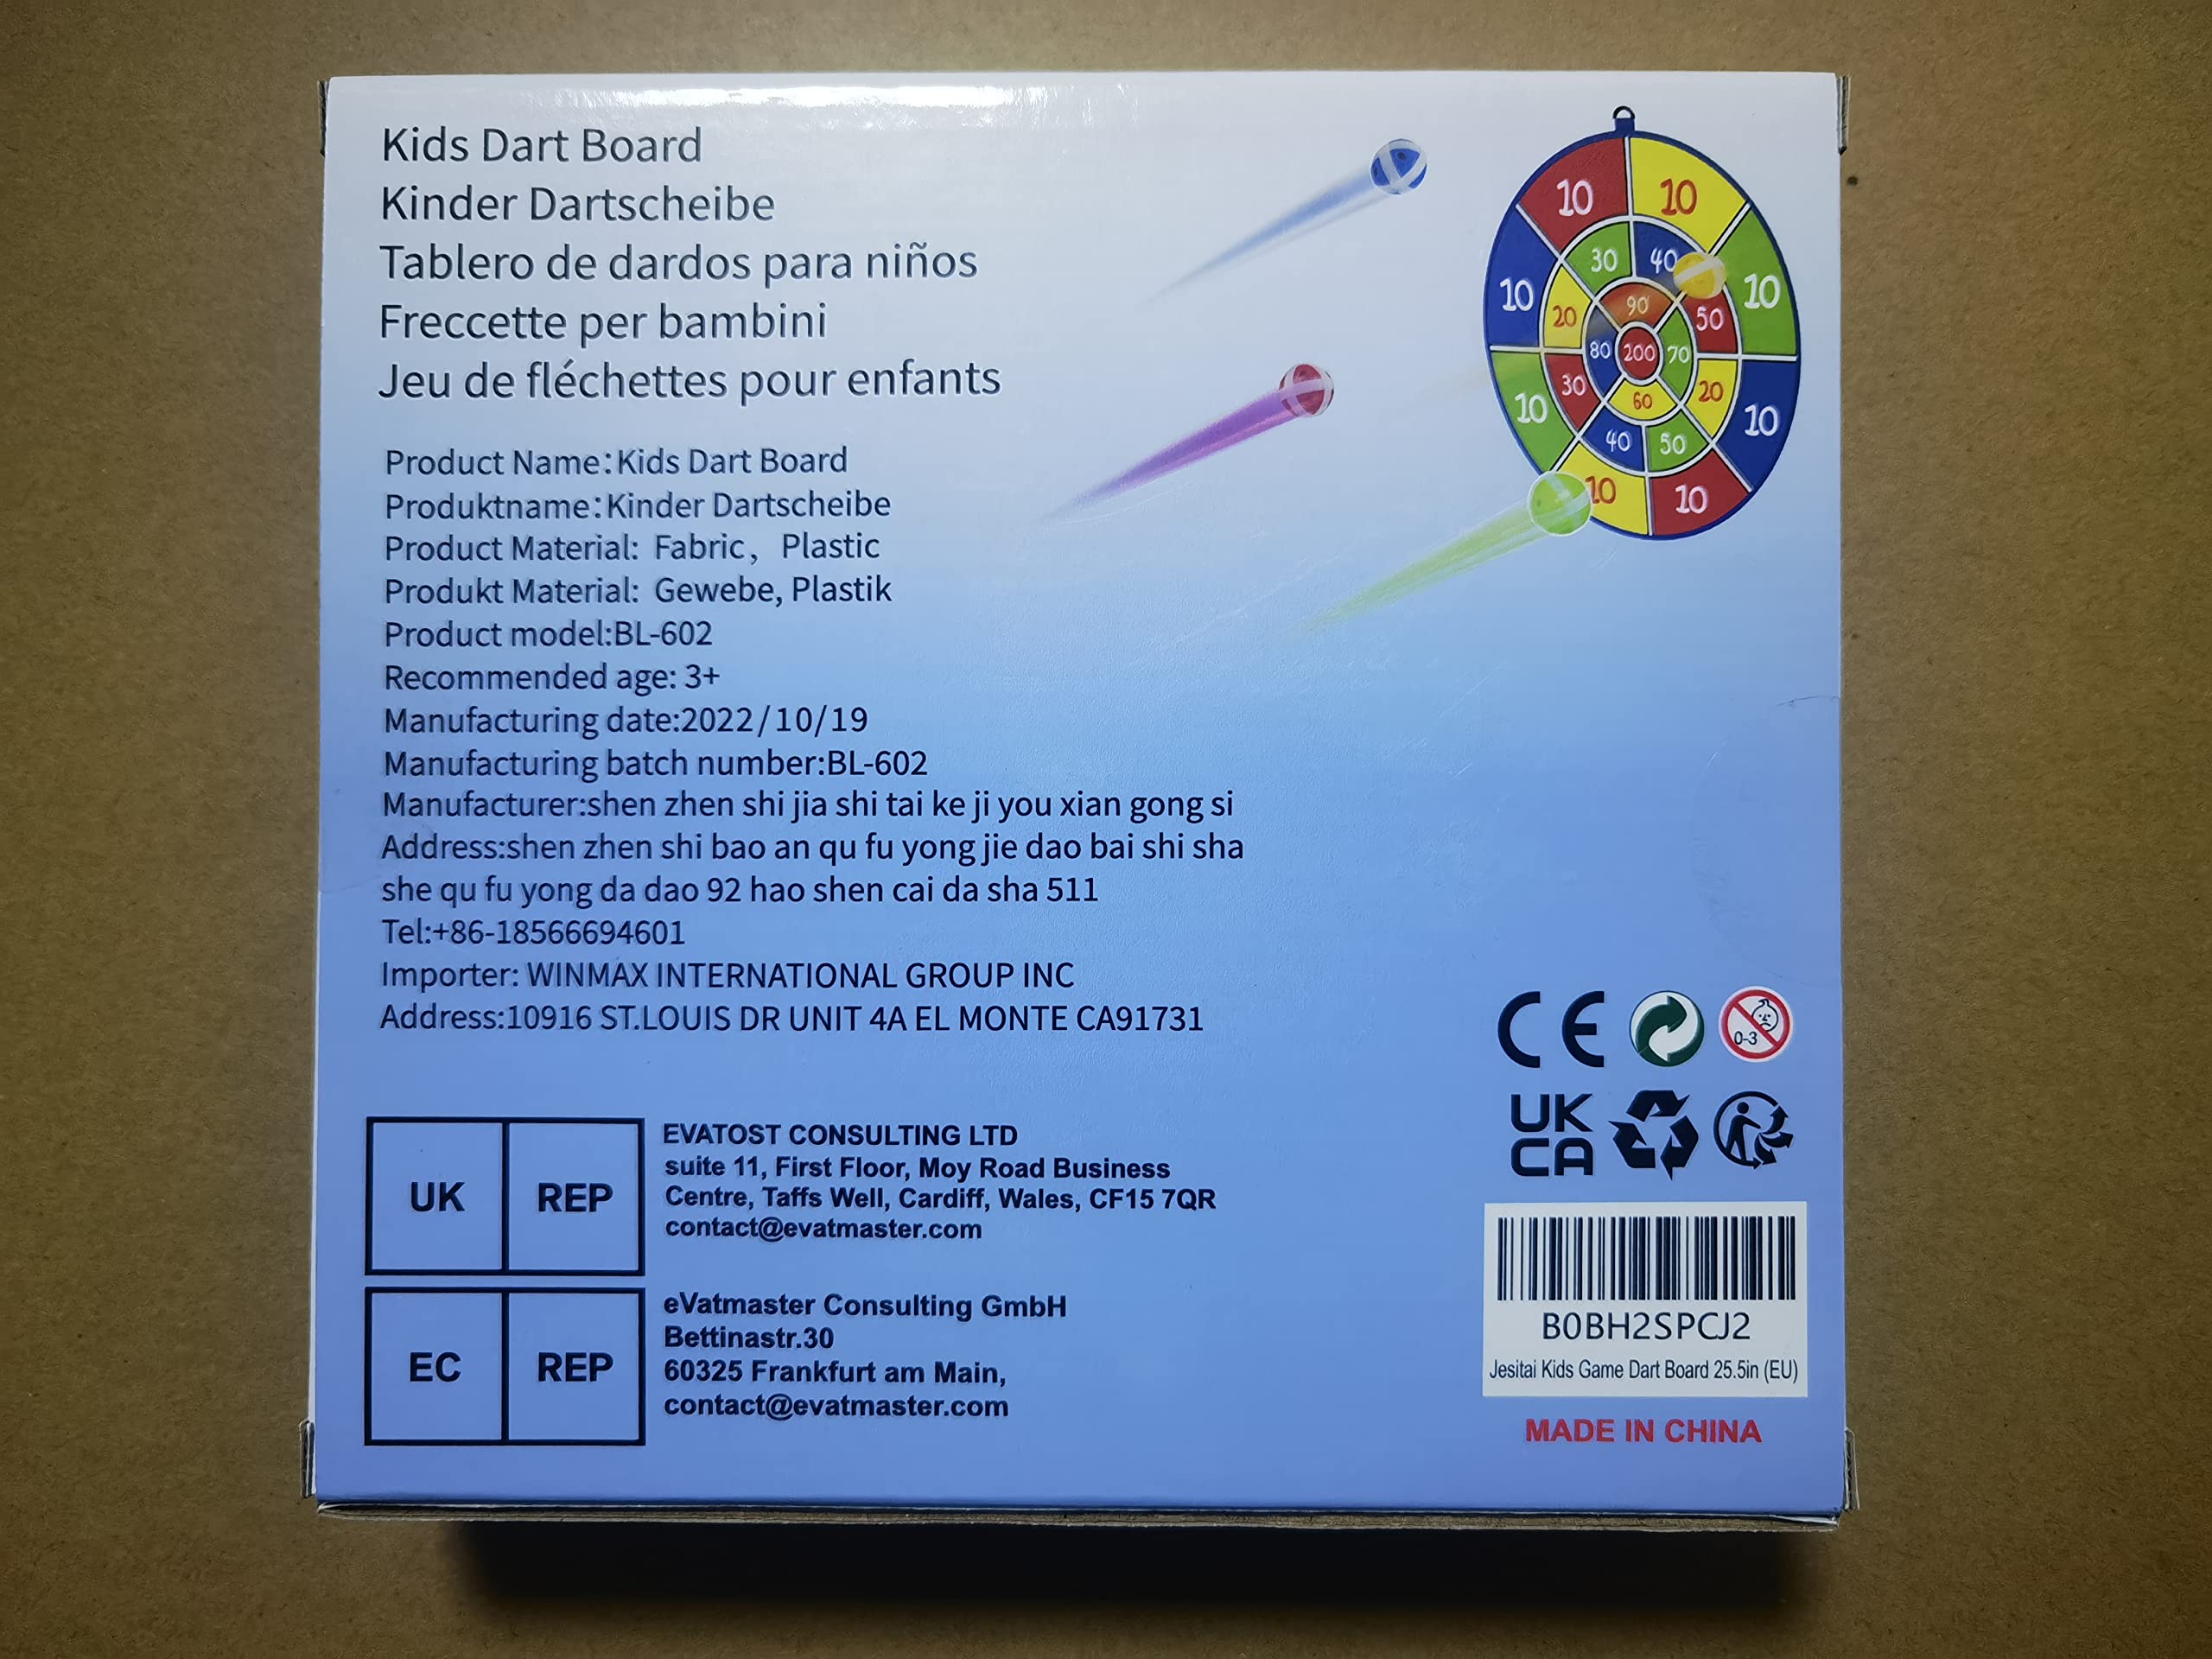 Kids Dart Board
Kinder Dartscheibe
Tablero de dardos para niños
Freccette per bambini
Jeu de fléchettes pour enfants
Product Name:Kids Dart Board
Produktname:Kinder Dartscheibe
Product Material: Fabric, Plastic
Produkt Material: Gewebe, Plastik
Product model:BL-602
Recommended age: 3+
Manufacturing date:2022/10/19
Manufacturing batch number:BL-602
Manufacturer:shen zhen shi jia shi tai ke ji you xian gong si
Address:shen zhen shi bao an qu fu yong jie dao bai shi sha
she qu fu yong da dao 92 hao shen cai da sha 511
Tel:+86-18566694601
Importer: WINMAX INTERNATIONAL GROUP INC
Address:10916 ST.LOUIS DR UNIT 4A EL MONTE CA91731
UK REP
EVATOST CONSULTING LTD
suite 11, First Floor, Moy Road Business
Centre, Taffs Well, Cardiff, Wales, CF15 7QR
contact@evatmaster.com
EC REP
eVatmaster Consulting GmbH
Bettinastr.30
60325 Frankfurt am Main,
contact@evatmaster.com
10 10
30 40
10 20 90 50 10
80 200 70
10 30 60 20 10
40 50
10 10
CE
0-3
UK
CA
B0BH2SPCJ2
Jesitai Kids Game Dart Board 25.5in (EU)
MADE IN CHINA